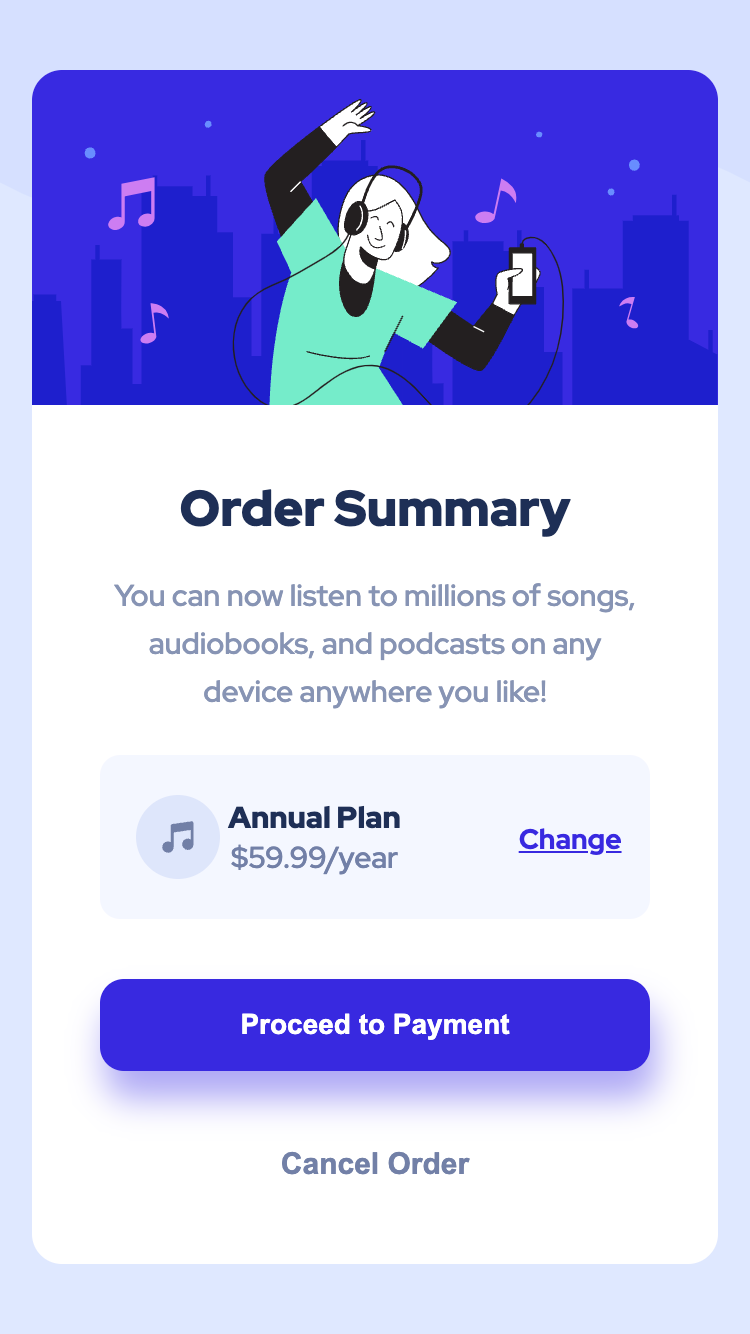 Order Summary
You can now listen to millions of songs,
audiobooks, and podcasts on any
device anywhere you like!
Annual Plan
$59.99/year
Change
Proceed to Payment
Cancel Order